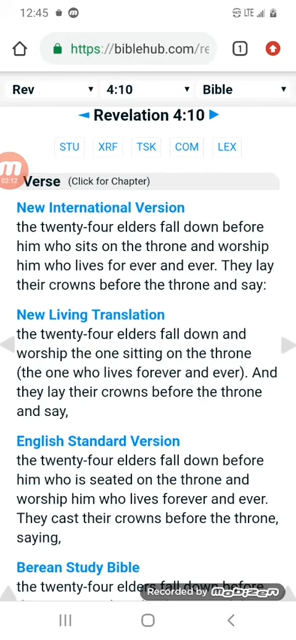 12:45 LTE
https://biblehub.com/re 1
Rev 4:10 Bible
Revelation 4:10
STU XRF TSK COM LEX
02:12
Verse (Click for Chapter)
New International Version
the twenty-four elders fall down before
him who sits on the throne and worship
him who lives for ever and ever. They lay
their crowns before the throne and say:
New Living Translation
the twenty-four elders fall down and
worship the one sitting on the throne
(the one who lives forever and ever). And
they lay their crowns before the throne
and say,
English Standard Version
the twenty-four elders fall down before
him who is seated on the throne and
worship him who lives forever and ever.
They cast their crowns before the throne,
saying,
Berean Study Bible
the twenty-four elders fall down before
Recorded by mobizen